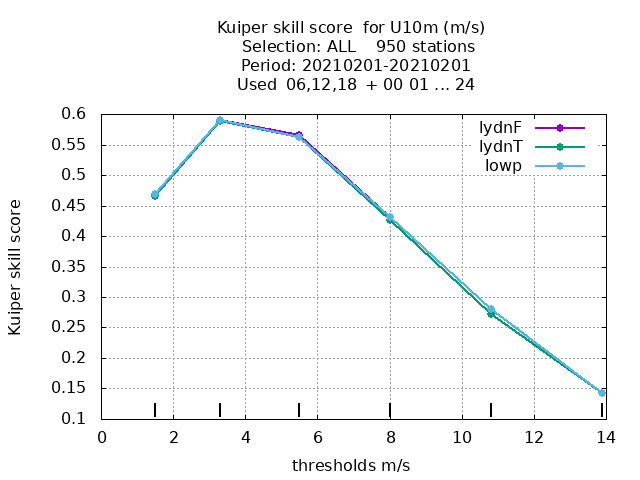 Kuiper skill score  for U10m (m/s)
Selection: ALL    950 stations
Period: 20210201-20210201
Used  06,12,18  + 00 01 ... 24
lydnF
lydnT
lowp
0.6
0.55
0.5
0.45
0.4
0.35
0.3
0.25
0.2
0.15
0.1
Kuiper skill score
0 2 4 6 8 10 12 14
thresholds m/s